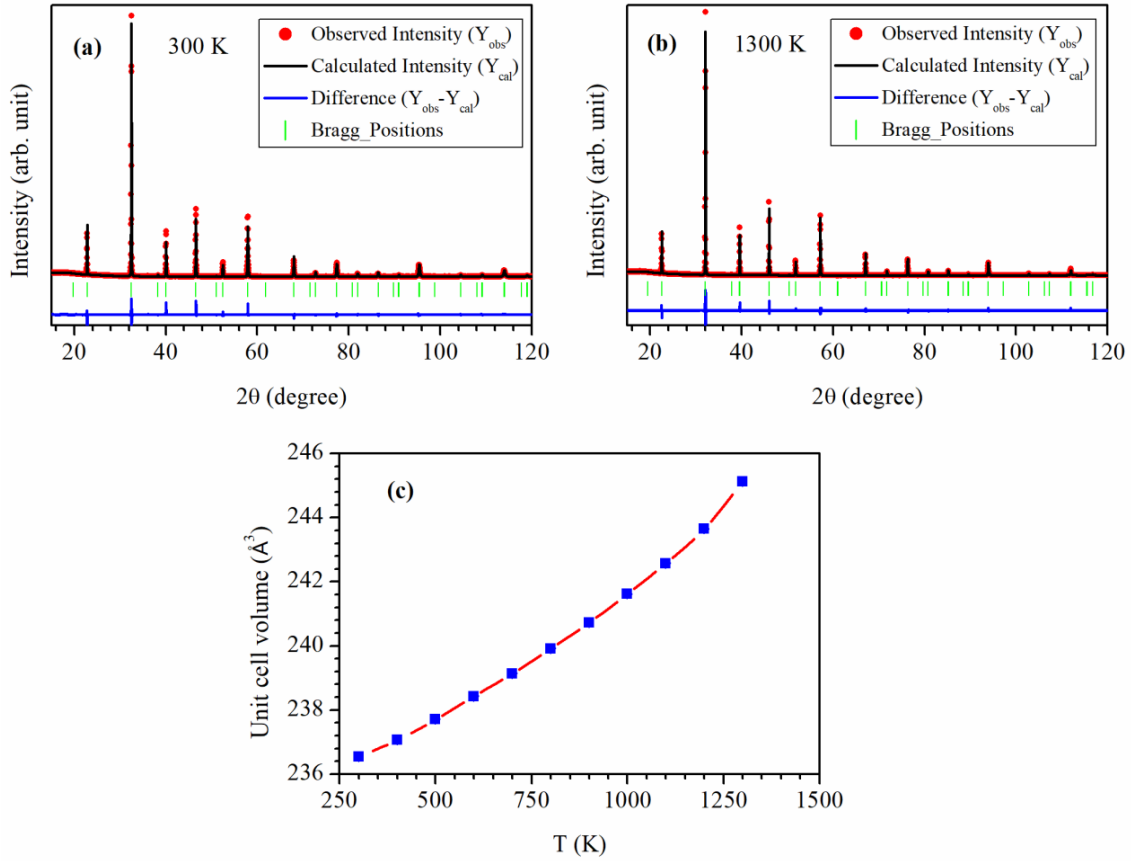 (a)
300 K
Observed Intensity (Yobs)
Calculated Intensity (Ycal)
Difference (Yobs-Ycal)
Bragg_Positions
Intensity (arb. unit)
20 40 60 80 100 120
2θ (degree)
(b)
1300 K
Observed Intensity (Yobs)
Calculated Intensity (Ycal)
Difference (Yobs-Ycal)
Bragg_Positions
Intensity (arb. unit)
20 40 60 80 100 120
2θ (degree)
(c)
Unit cell volume (Å³)
246
244
242
240
238
236
250 500 750 1000 1250 1500
T (K)